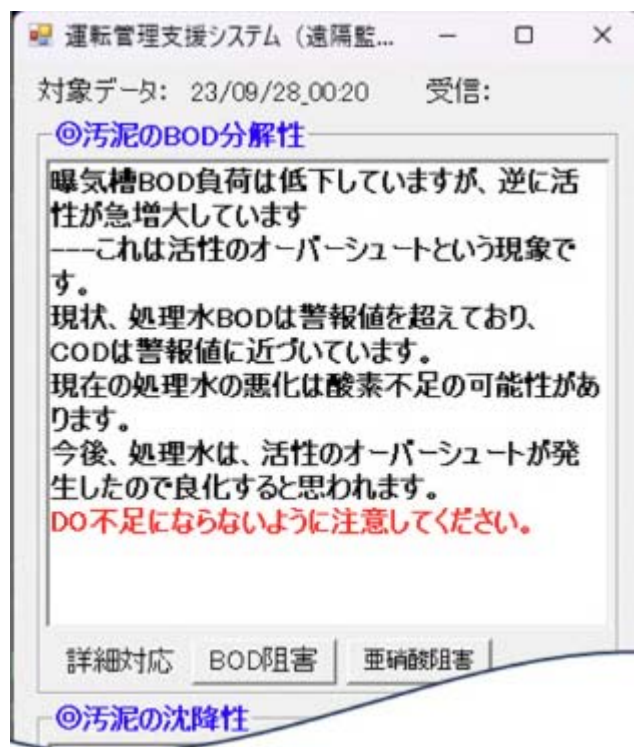 運転管理支援システム（遠隔監...
対象データ: 23/09/28_00:20 受信:
◎汚泥のBOD分解性
曝気槽BOD負荷は低下していますが、逆に活
性が急増大しています
---これは活性のオーバーシュートという現象で
す。
現状、処理水BODは警報値を超えており、
CODは警報値に近づいています。
現在の処理水の悪化は酸素不足の可能性があ
ります。
今後、処理水は、活性のオーバーシュートが発
生したので良化すると思われます。
DO不足にならないように注意してください。
詳細対応 BOD阻害 亜硝酸阻害
◎汚泥の沈降性